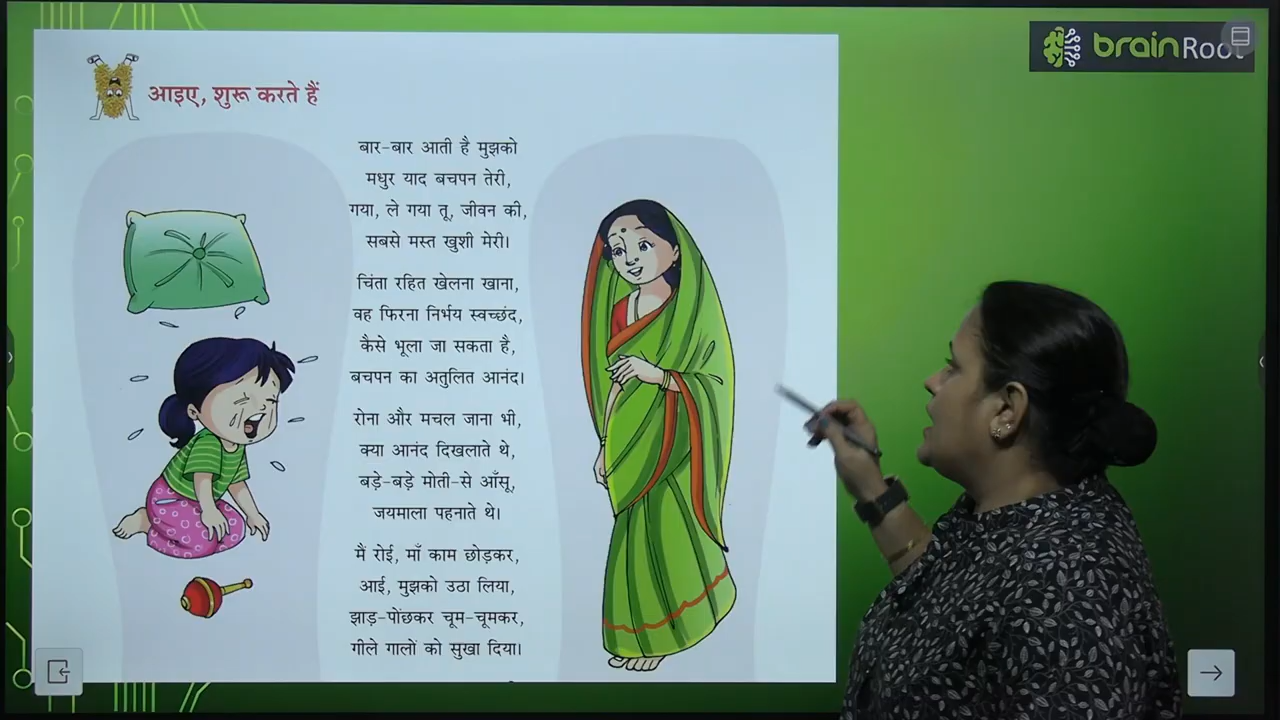 brainRoot
आइए, शुरू करते हैं
बार-बार आती है मुझको
मधुर याद बचपन तेरी,
गया, ले गया तू, जीवन की,
सबसे मस्त खुशी मेरी।
चिंता रहित खेलना खाना,
वह फिरना निर्भय स्वच्छंद,
कैसे भूला जा सकता है,
बचपन का अतुलित आनंद।
रोना और मचल जाना भी,
क्या आनंद दिखलाते थे,
बड़े-बड़े मोती-से आँसू,
जयमाला पहनाते थे।
मैं रोई, माँ काम छोड़कर,
आई, मुझको उठा लिया,
झाड़-पोंछकर चूम-चूमकर,
गीले गालों को सुखा दिया।